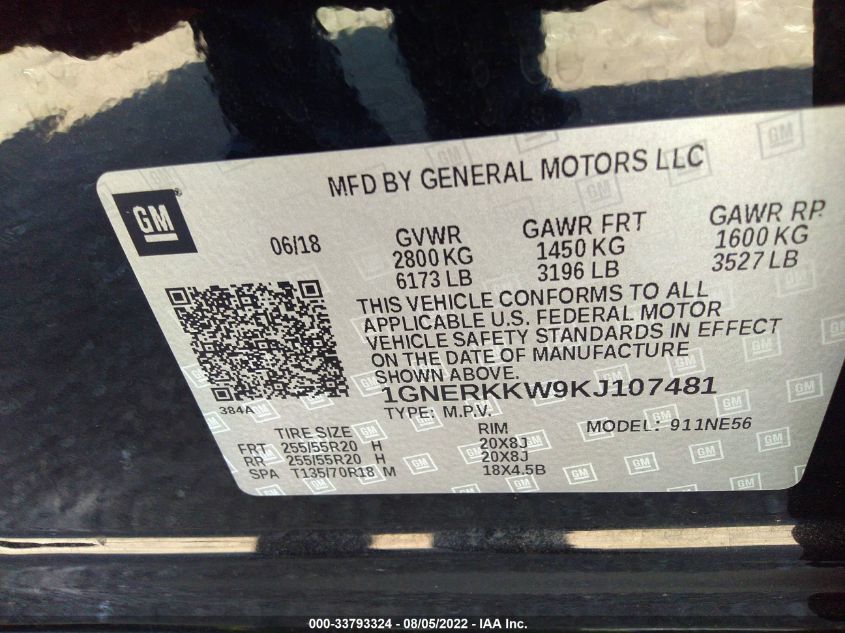 MFD BY GENERAL MOTORS LLC
GM
06/18 GVWR GAWR FRT GAWR RR
2800 KG 1450 KG 1600 KG
6173 LB 3196 LB 3527 LB
THIS VEHICLE CONFORMS TO ALL
APPLICABLE U.S. FEDERAL MOTOR
VEHICLE SAFETY STANDARDS IN EFFECT
ON THE DATE OF MANUFACTURE
SHOWN ABOVE.
384A
1GNERKKW9KJ107481
TYPE: M.P.V. MODEL: 911NE56
TIRE SIZE RIM
FRT 255/55R20 H 20X8J
RR 255/55R20 H 20X8J
SPA T135/70R18 M 18X4.5B
000-33793324 - 08/05/2022 - IAA Inc.